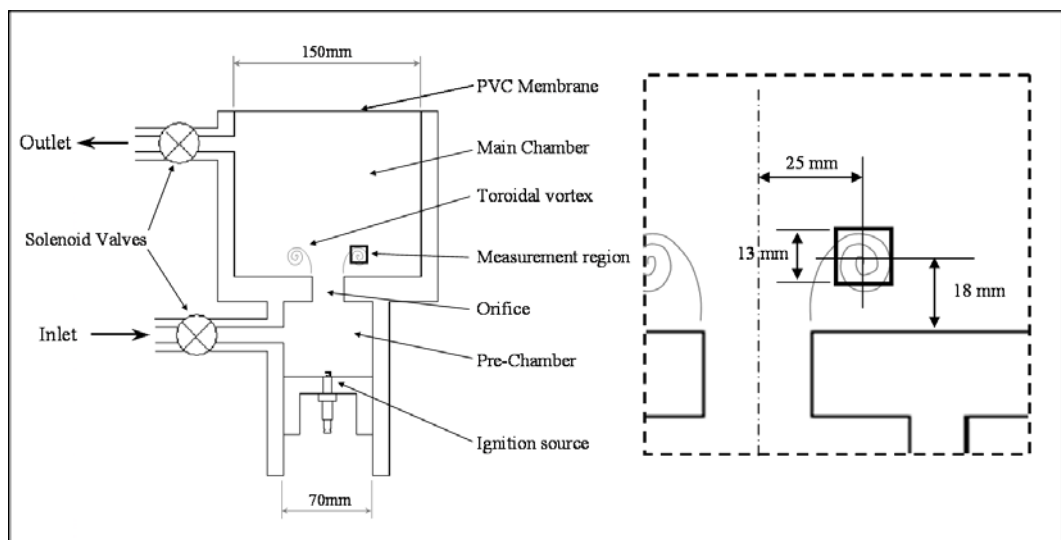 150mm
PVC Membrane
Outlet
Main Chamber
Toroidal vortex
Solenoid Valves
Measurement region
Orifice
Inlet
Pre-Chamber
Ignition source
70mm
25 mm
13 mm
18 mm